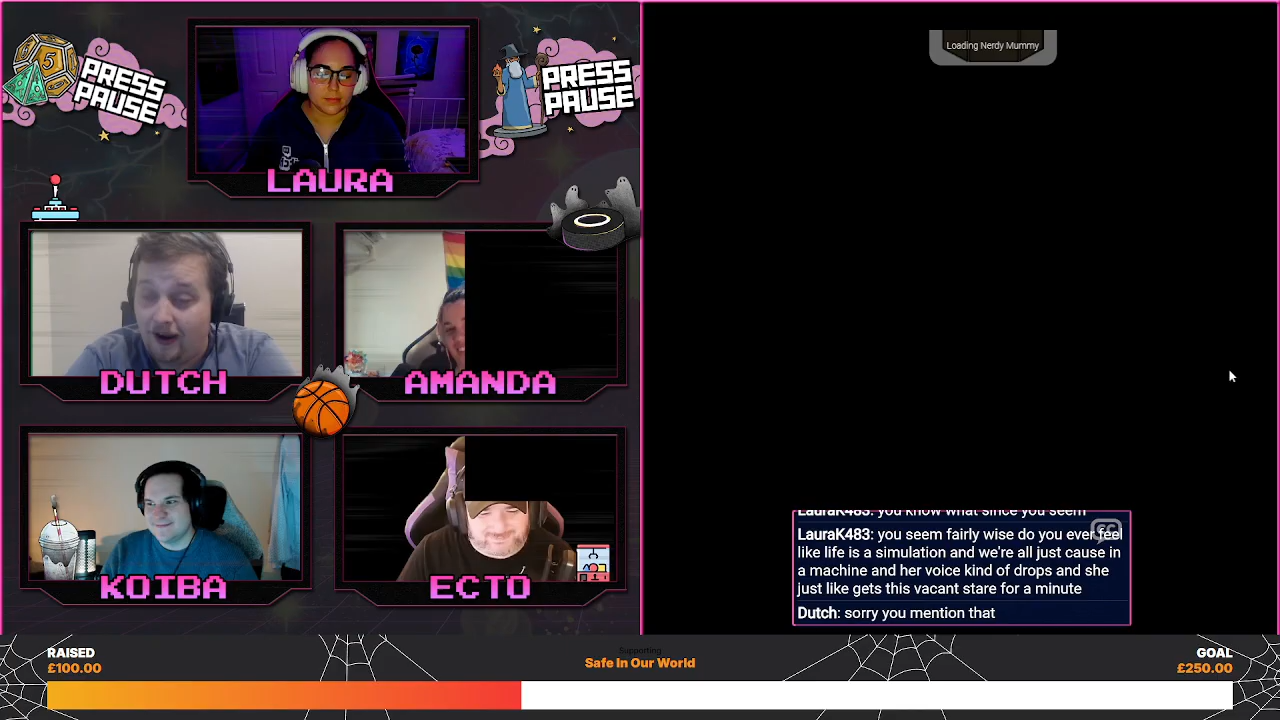 5
PRESS
PAUSE
PRESS
PAUSE
LAURA
DUTCH
AMANDA
KOIBA
ECTO
Loading Nerdy Mummy
LauraK483: you know what since you seem
LauraK483: you seem fairly wise do you ever feel
like life is a simulation and we're all just cause in
a machine and her voice kind of drops and she
just like gets this vacant stare for a minute
Dutch: sorry you mention that
CC
RAISED
£100.00
Supporting
Safe In Our World
GOAL
£250.00